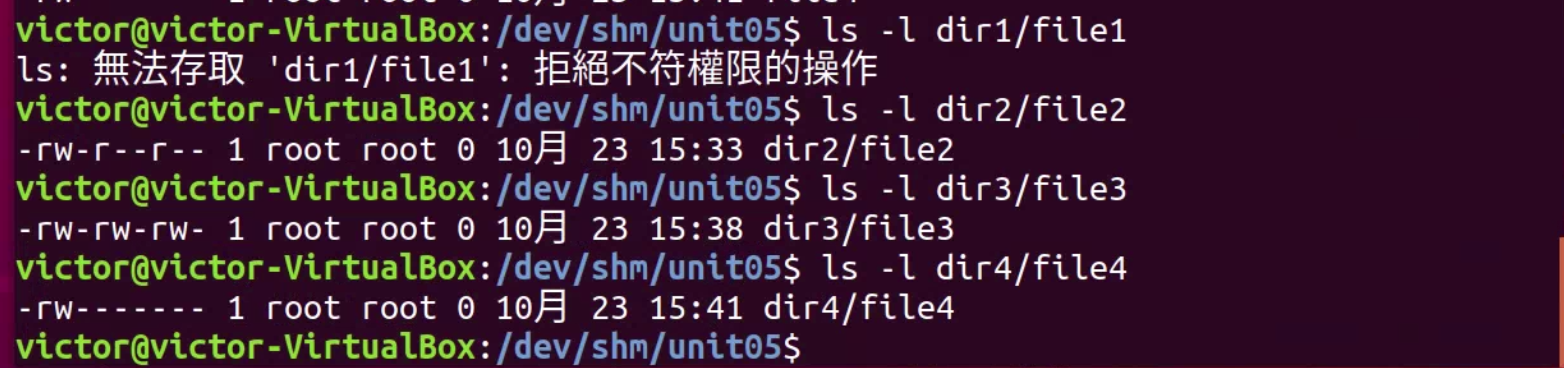 victor@victor-VirtualBox:/dev/shm/unit05$ ls -l dir1/file1
ls: 無法存取 'dir1/file1': 拒絕不符權限的操作
victor@victor-VirtualBox:/dev/shm/unit05$ ls -l dir2/file2
-rw-r--r-- 1 root root 0 10月 23 15:33 dir2/file2
victor@victor-VirtualBox:/dev/shm/unit05$ ls -l dir3/file3
-rw-rw-rw- 1 root root 0 10月 23 15:38 dir3/file3
victor@victor-VirtualBox:/dev/shm/unit05$ ls -l dir4/file4
-rw------- 1 root root 0 10月 23 15:41 dir4/file4
victor@victor-VirtualBox:/dev/shm/unit05$